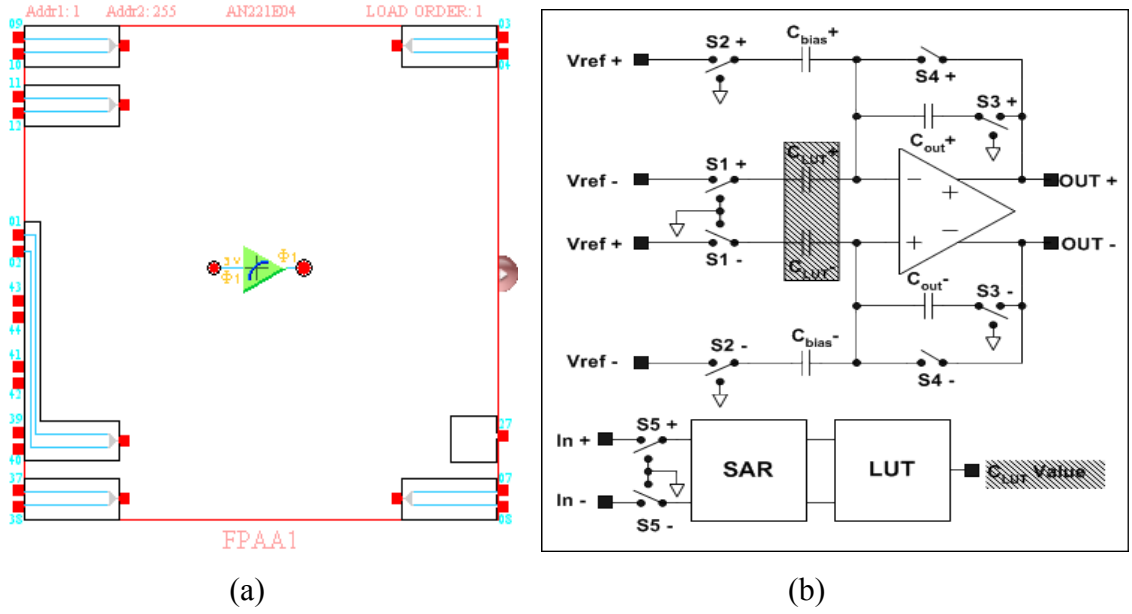 Addr1: 1 Addr2: 255 AN221E04 LOAD ORDER: 1
09
03
10
04
11
12
01
02
43
44
41
42
39
40
37
38
27
07
08
3 V
Φ1
Φ1
FPAA1
(a)
Vref +
S2 +
Cbias+
S4 +
S3 +
Cout+
Vref -
S1 +
CLUT+
OUT +
Vref +
S1 -
CLUT-
OUT -
Cout-
S3 -
Vref -
S2 -
Cbias-
S4 -
In +
S5 +
SAR
LUT
CLUT Value
In -
S5 -
(b)